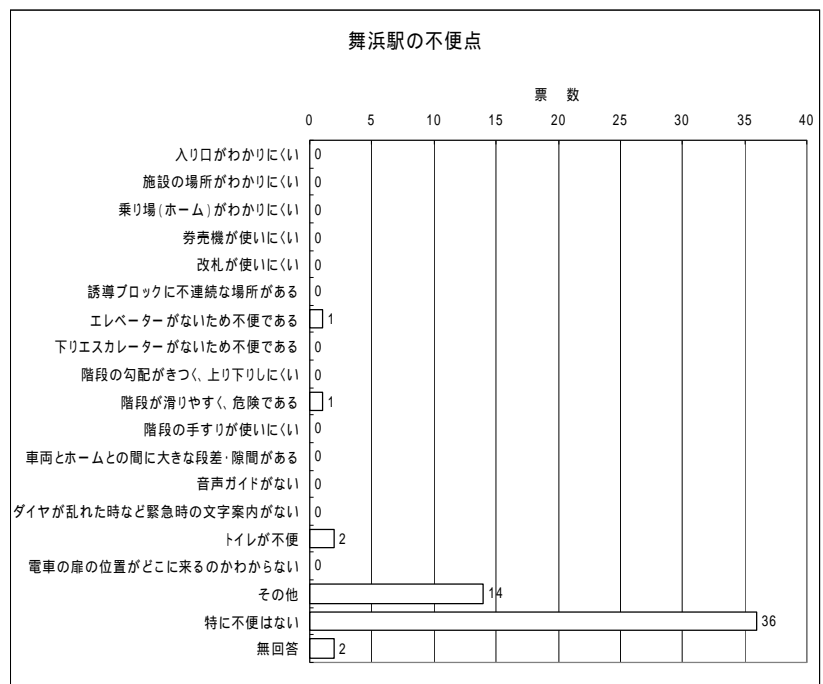 舞浜駅の不便点
票 数
0 5 10 15 20 25 30 35 40
入り口がわかりにくい 0
施設の場所がわかりにくい 0
乗り場(ホーム)がわかりにくい 0
券売機が使いにくい 0
改札が使いにくい 0
誘導ブロックに不連続な場所がある 0
エレベーターがないため不便である 1
下りエスカレーターがないため不便である 0
階段の勾配がきつく、上り下りしにくい 0
階段が滑りやすく、危険である 1
階段の手すりが使いにくい 0
車両とホームとの間に大きな段差・隙間がある 0
音声ガイドがない 0
ダイヤが乱れた時など緊急時の文字案内がない 0
トイレが不便 2
電車の扉の位置がどこに来るのかわからない 0
その他 14
特に不便はない 36
無回答 2